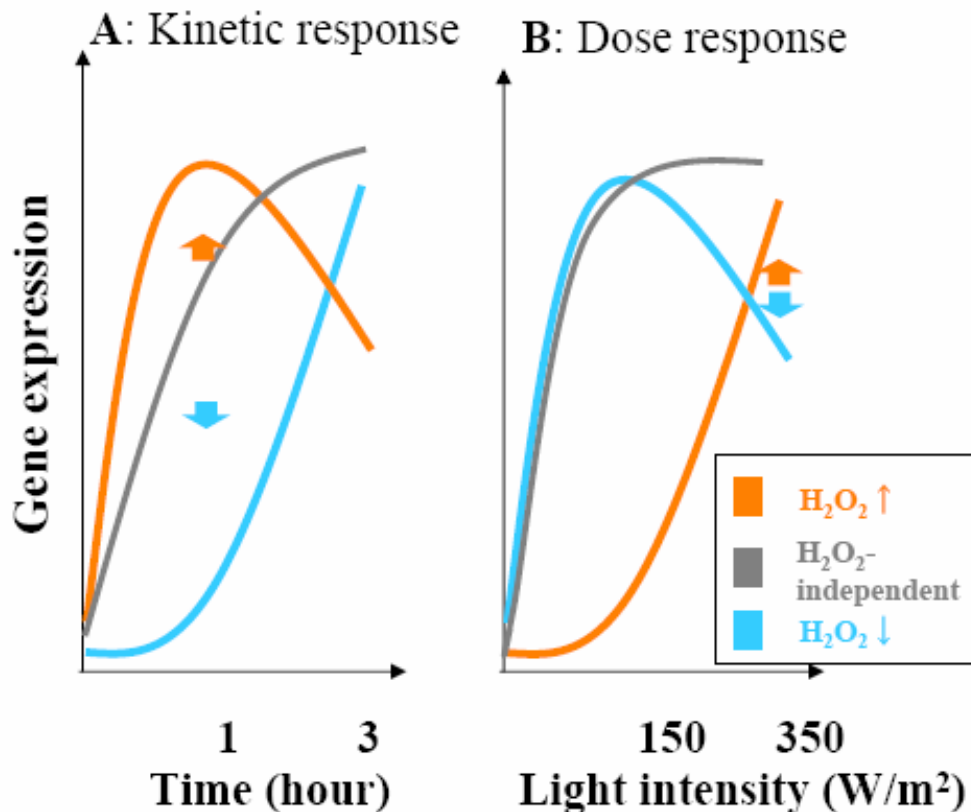 A: Kinetic response
B: Dose response
Gene expression
H₂O₂ ↑
H₂O₂-
independent
H₂O₂ ↓
1 3
Time (hour)
150 350
Light intensity (W/m²)